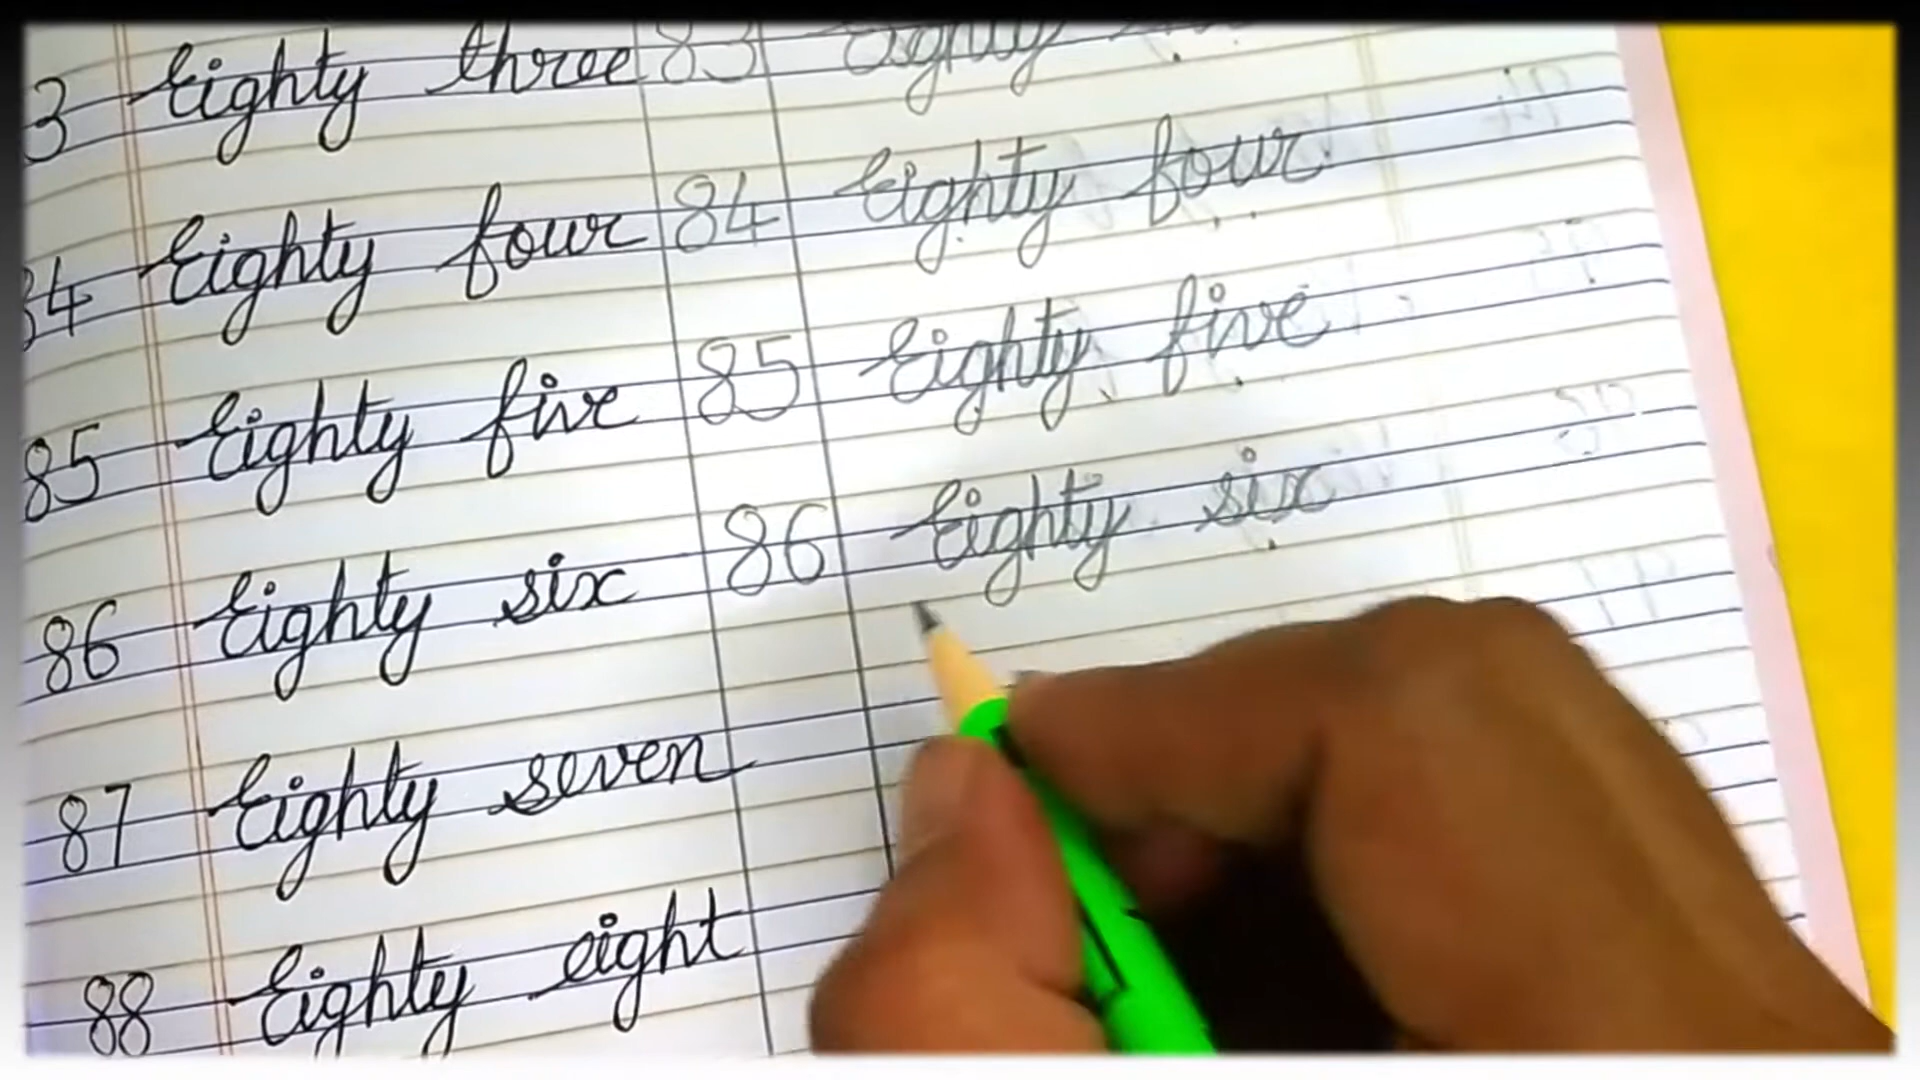 3 Eighty three 83 Eighty
84 Eighty four 84 Eighty four
85 Eighty five 85 Eighty five
86 Eighty six 86 Eighty six
87 Eighty seven
88 Eighty eight